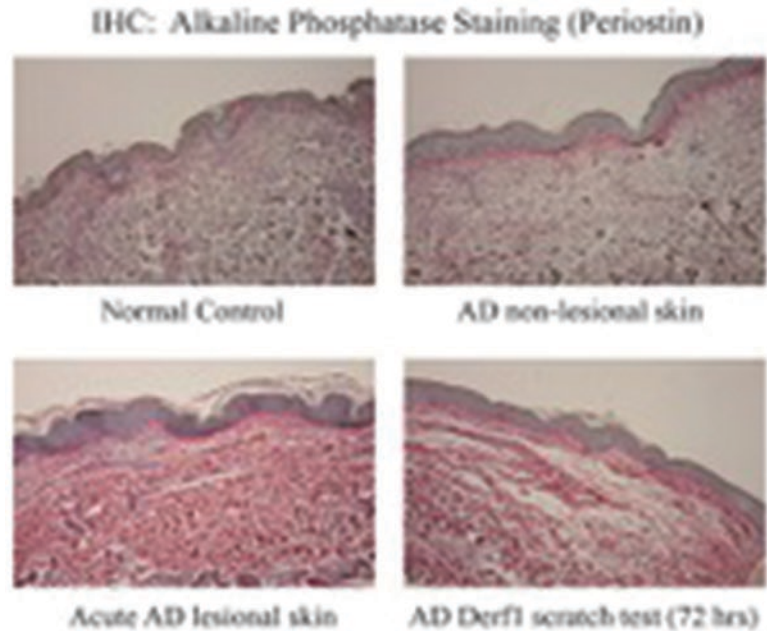 IHC: Alkaline Phosphatase Staining (Periostin)
Normal Control
AD non-lesional skin
Acute AD lesional skin
AD Derf1 scratch test (72 hrs)